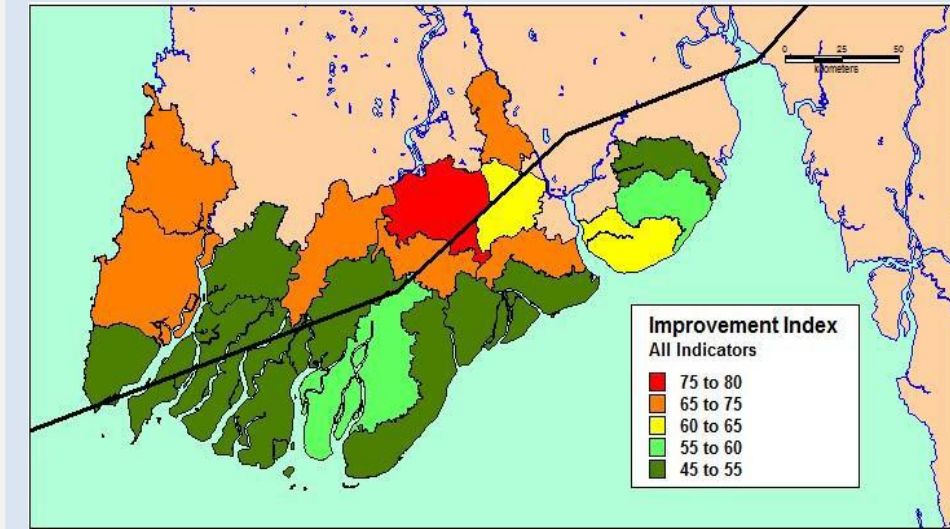 0 25 50
kilometers
Improvement Index
All Indicators
75 to 80
65 to 75
60 to 65
55 to 60
45 to 55